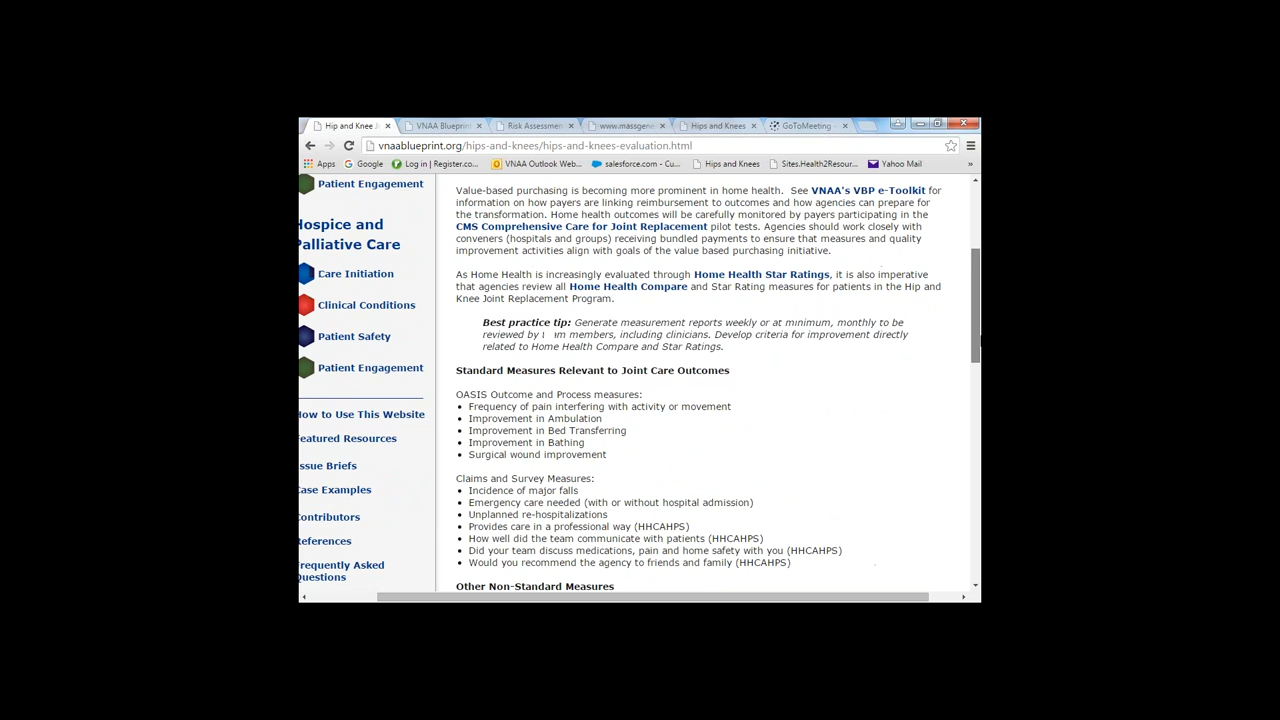 Hip and Knee J
VNAA Blueprint
Risk Assessmen
www.massgene
Hips and Knees
GoToMeeting
vnaablueprint.org/hips-and-knees/hips-and-knees-evaluation.html
Apps
Google
Log in | Register.co...
VNAA Outlook Web...
salesforce.com - Cu...
Hips and Knees
Sites.Health2Resour...
Yahoo Mail
»
Patient Engagement
Hospice and
Palliative Care
Care Initiation
Clinical Conditions
Patient Safety
Patient Engagement
How to Use This Website
Featured Resources
ssue Briefs
Case Examples
Contributors
References
Frequently Asked
Questions
Value-based purchasing is becoming more prominent in home health. See VNAA's VBP e-Toolkit for
information on how payers are linking reimbursement to outcomes and how agencies can prepare for
the transformation. Home health outcomes will be carefully monitored by payers participating in the
CMS Comprehensive Care for Joint Replacement pilot tests. Agencies should work closely with
conveners (hospitals and groups) receiving bundled payments to ensure that measures and quality
improvement activities align with goals of the value based purchasing initiative.
As Home Health is increasingly evaluated through Home Health Star Ratings, it is also imperative
that agencies review all Home Health Compare and Star Rating measures for patients in the Hip and
Knee Joint Replacement Program.
Best practice tip: Generate measurement reports weekly or at minimum, monthly to be
reviewed by m members, including clinicians. Develop criteria for improvement directly
related to Home Health Compare and Star Ratings.
Standard Measures Relevant to Joint Care Outcomes
OASIS Outcome and Process measures:
• Frequency of pain interfering with activity or movement
• Improvement in Ambulation
• Improvement in Bed Transferring
• Improvement in Bathing
• Surgical wound improvement
Claims and Survey Measures:
• Incidence of major falls
• Emergency care needed (with or without hospital admission)
• Unplanned re-hospitalizations
• Provides care in a professional way (HHCAHPS)
• How well did the team communicate with patients (HHCAHPS)
• Did your team discuss medications, pain and home safety with you (HHCAHPS)
• Would you recommend the agency to friends and family (HHCAHPS)
Other Non-Standard Measures